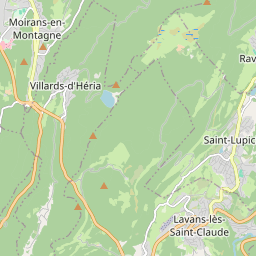 Moirans-en-
Montagne
Villards-d'Héria
Rav
Saint-Lupic
Lavans-lès-
Saint-Claude